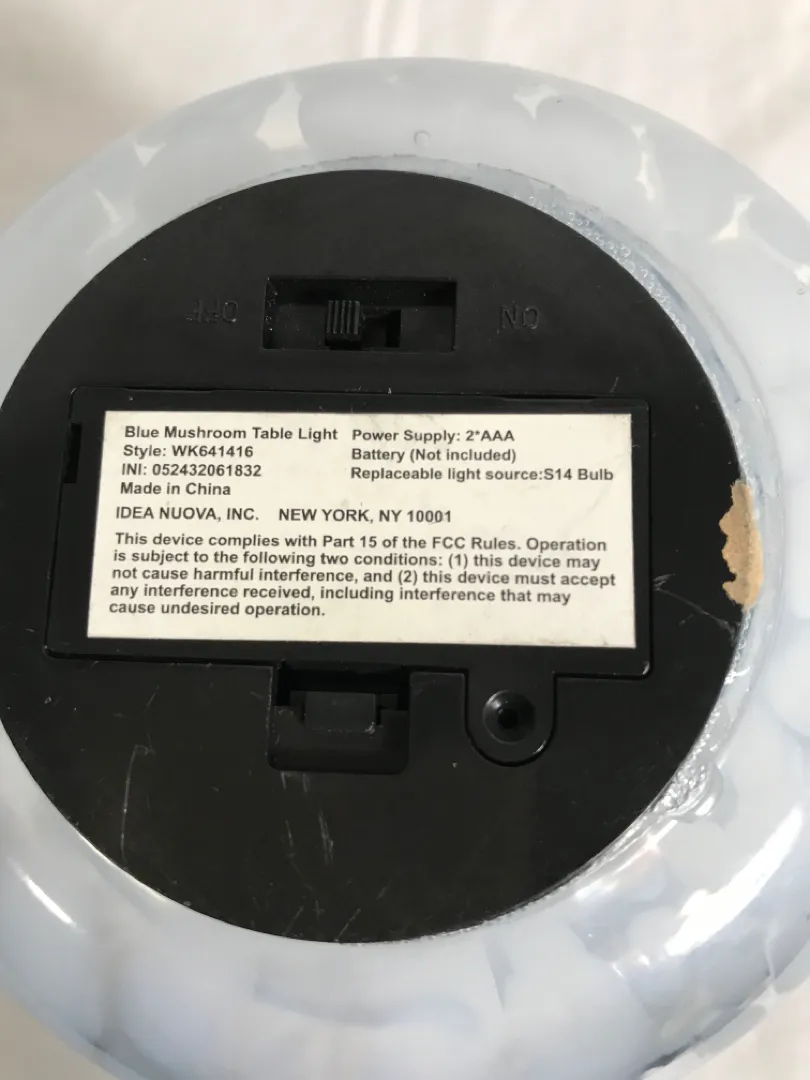 OFF ON
Blue Mushroom Table Light Power Supply: 2*AAA
Style: WK641416 Battery (Not included)
INI: 052432061832 Replaceable light source:S14 Bulb
Made in China
IDEA NUOVA, INC. NEW YORK, NY 10001
This device complies with Part 15 of the FCC Rules. Operation
is subject to the following two conditions: (1) this device may
not cause harmful interference, and (2) this device must accept
any interference received, including interference that may
cause undesired operation.